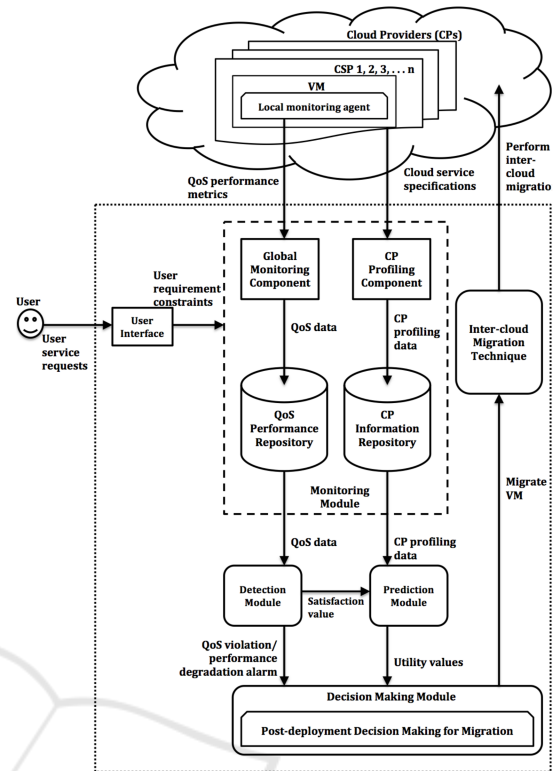 Cloud Providers (CPs)
CSP 1, 2, 3, . . . n
VM
Local monitoring agent
Perform
inter-
cloud
migratio
QoS performance
metrics
Cloud service
specifications
Global
Monitoring
Component
CP
Profiling
Component
User
requirement
constraints
User
User
Interface
User
service
requests
QoS data
CP
profiling
data
Inter-cloud
Migration
Technique
QoS
Performance
Repository
CP
Information
Repository
Monitoring
Module
Migrate
VM
QoS data
CP profiling
data
Detection
Module
Satisfaction
value
Prediction
Module
QoS violation/
performance
degradation alarm
Utility values
Decision Making Module
Post-deployment Decision Making for Migration